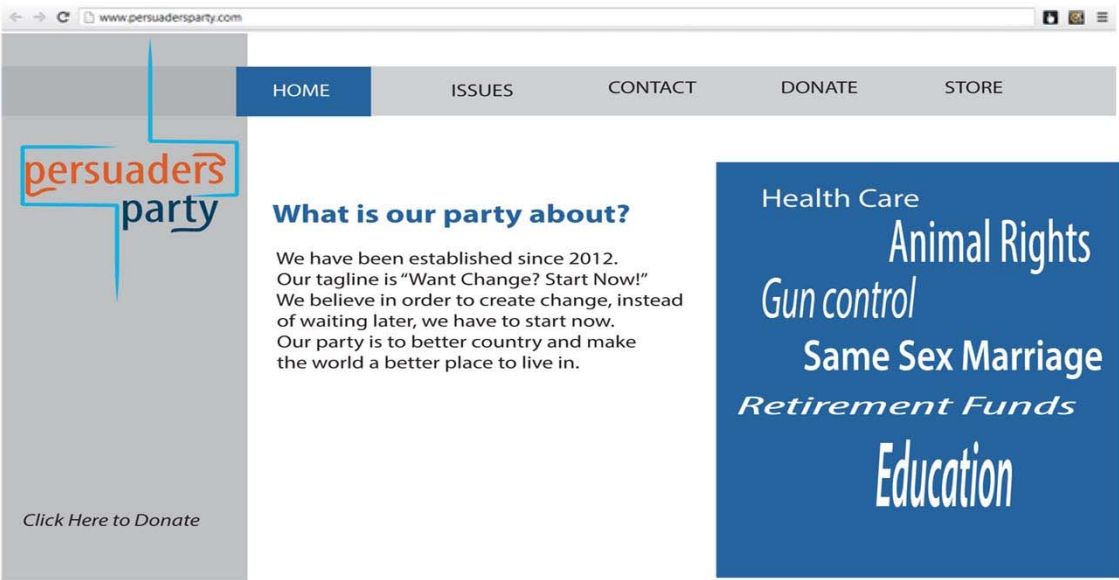 www.persuadersparty.com
HOME ISSUES CONTACT DONATE STORE
persuaders
party
What is our party about?
We have been established since 2012.
Our tagline is “Want Change? Start Now!”
We believe in order to create change, instead
of waiting later, we have to start now.
Our party is to better country and make
the world a better place to live in.
Health Care
Animal Rights
Gun control
Same Sex Marriage
Retirement Funds
Education
Click Here to Donate